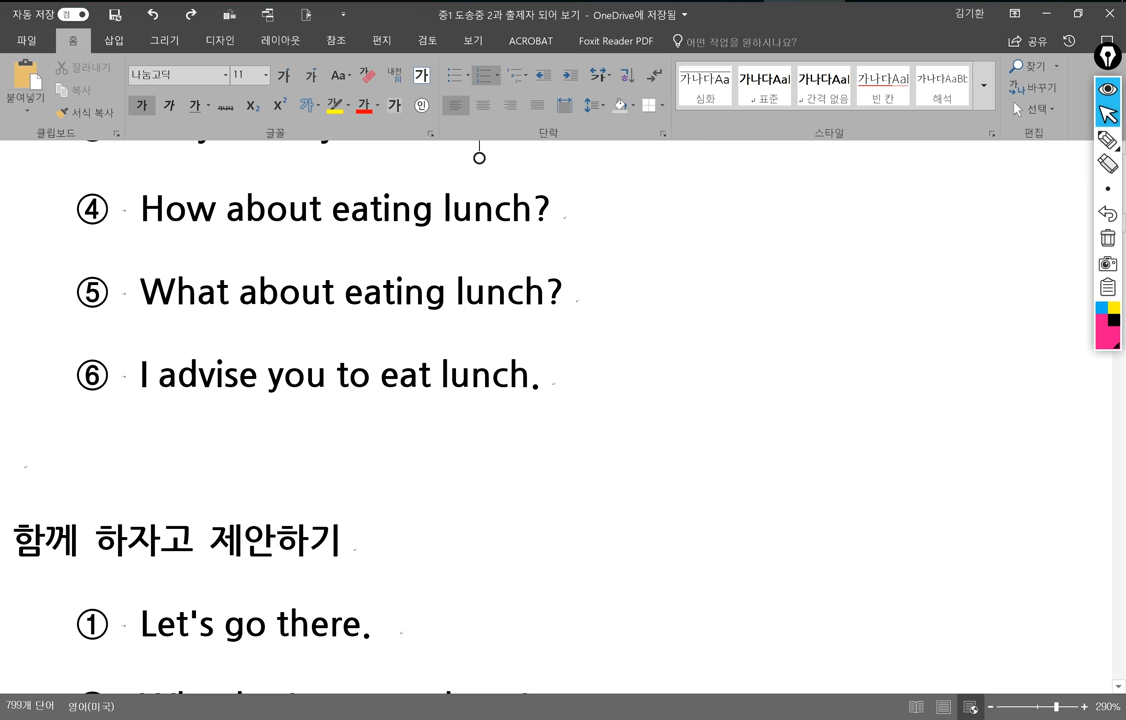 자동 저장 컴 중1 도송중 2과 출제자 되어 보기 - OneDrive에 저장됨 김기환
파일 홈 삽입 그리기 디자인 레이아웃 참조 편지 검토 보기 ACROBAT Foxit Reader PDF 어떤 작업을 원하시나요? 공유
붙여넣기 잘라내기 복사 서식 복사
나눔고딕 11
가나다Aa 심화
가나다AaI 표준
가나다AaI 간격 없음
가나다AaI 빈 칸
가나다AaBb 해석
찾기
바꾸기
선택
클립보드 글꼴 단락 스타일 편집
④ How about eating lunch?
⑤ What about eating lunch?
⑥ I advise you to eat lunch.
함께 하자고 제안하기
① Let's go there.
799개 단어 영어(미국) 290%